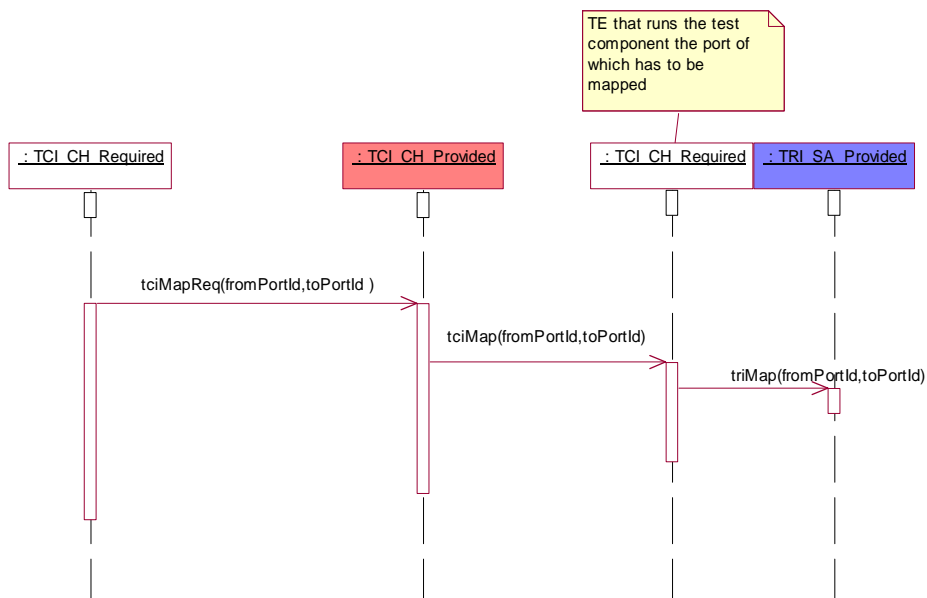 TE that runs the test
component the port of
which has to be
mapped
: TCI_CH_Required
: TCI_CH_Provided
: TCI_CH_Required
: TRI_SA_Provided
tciMapReq(fromPortId,toPortId )
tciMap(fromPortId,toPortId)
triMap(fromPortId,toPortId)